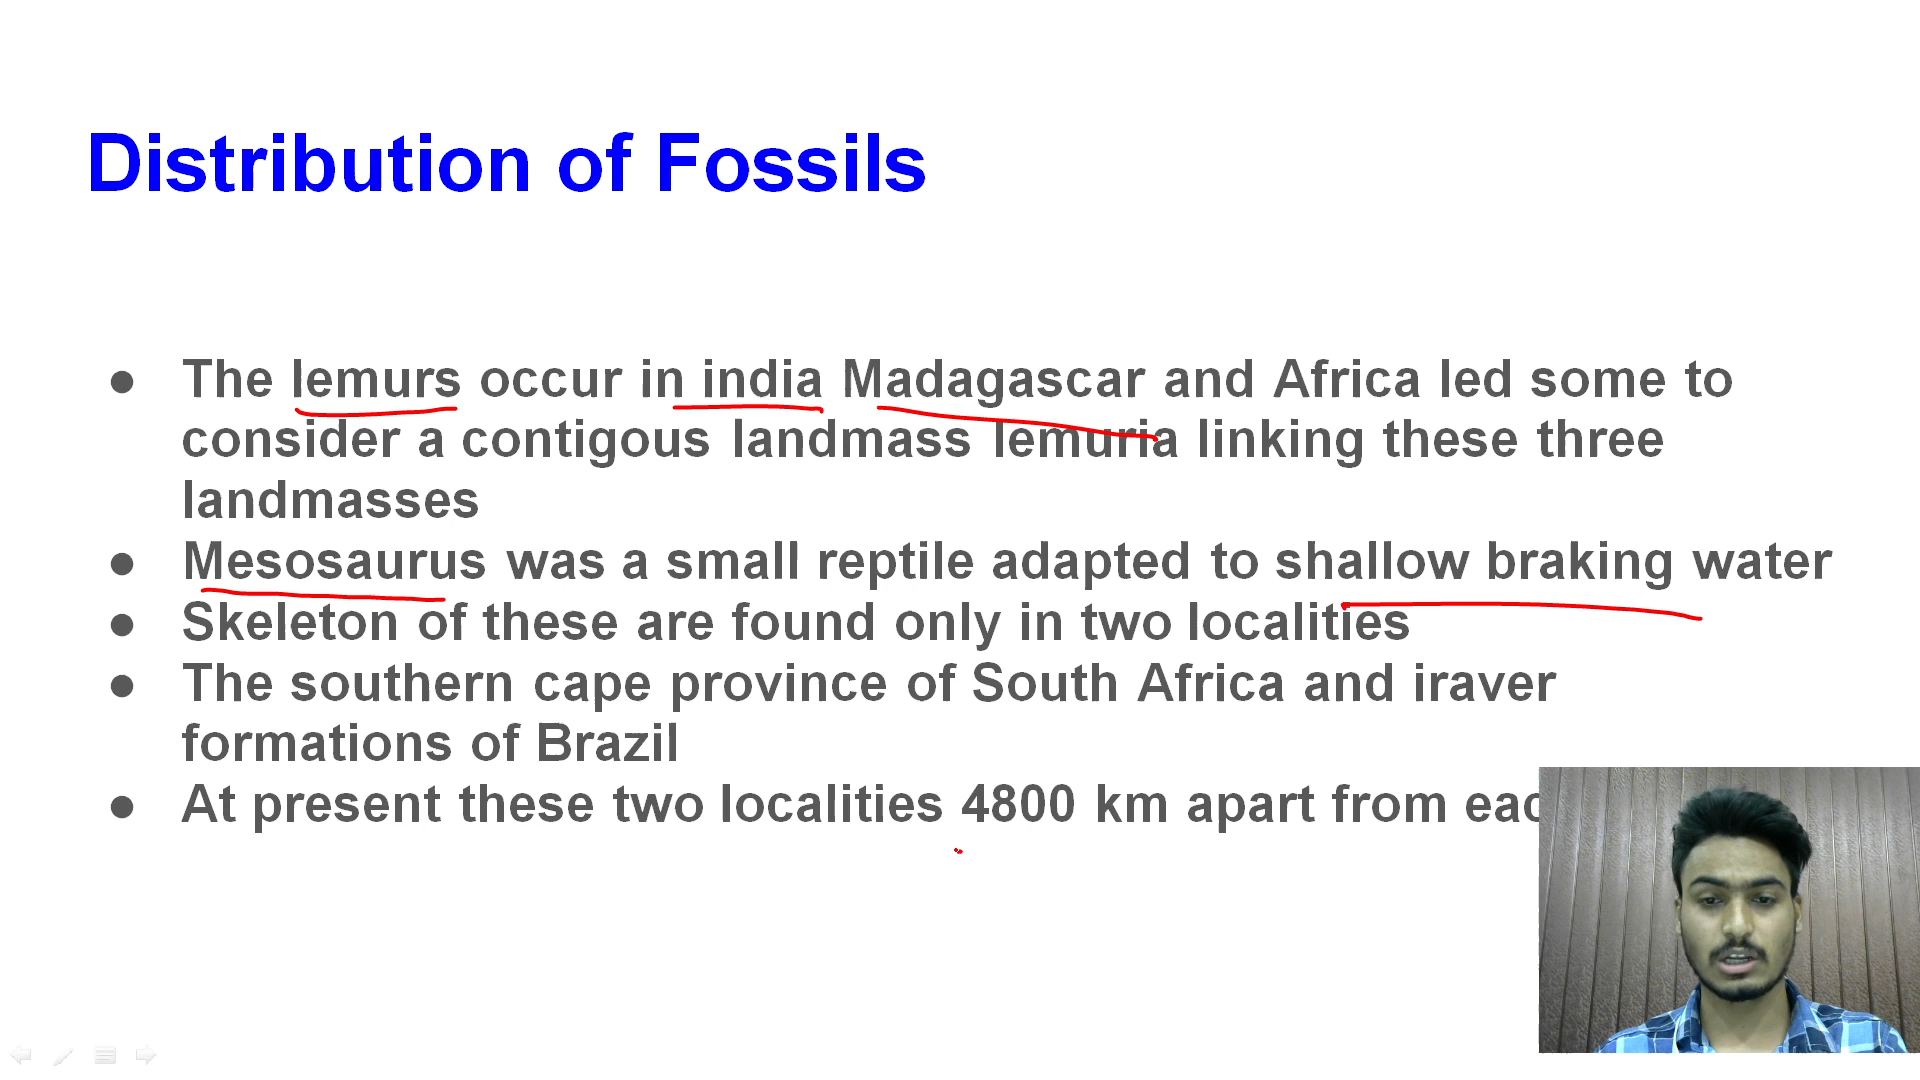 Distribution of Fossils
● The lemurs occur in india Madagascar and Africa led some to
consider a contigous landmass lemuria linking these three
landmasses
● Mesosaurus was a small reptile adapted to shallow braking water
● Skeleton of these are found only in two localities
● The southern cape province of South Africa and iraver
formations of Brazil
● At present these two localities 4800 km apart from